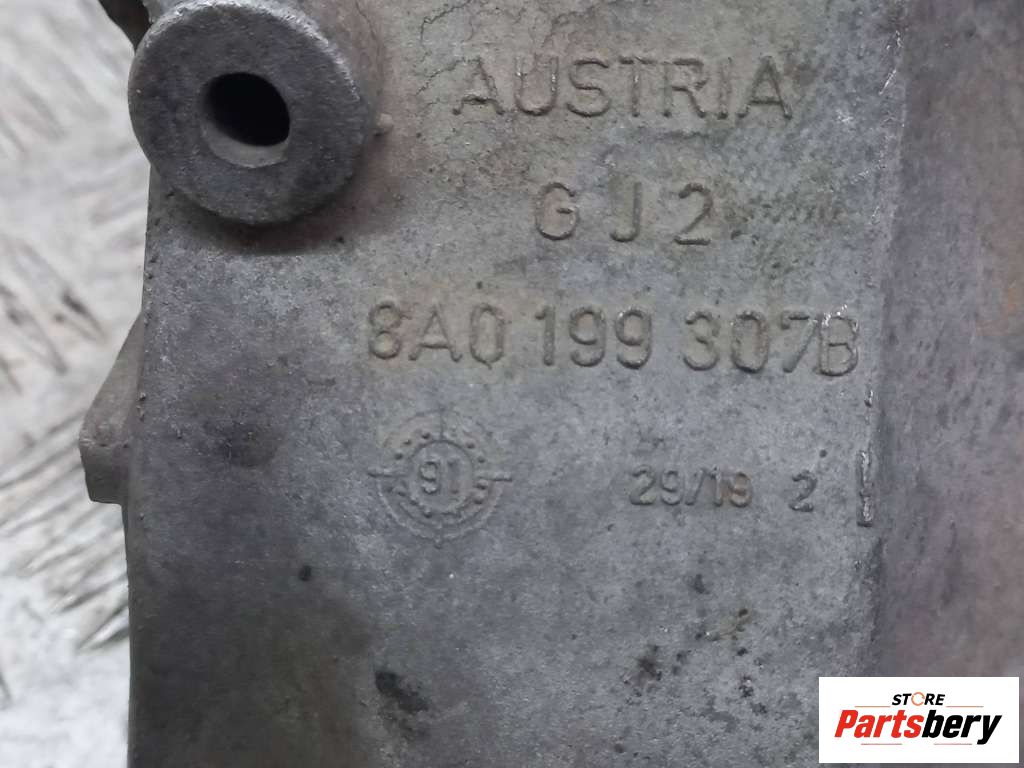 AUSTRIA
GJ2
8A0 199 307B
91
29/19 2
STORE
Partsbery